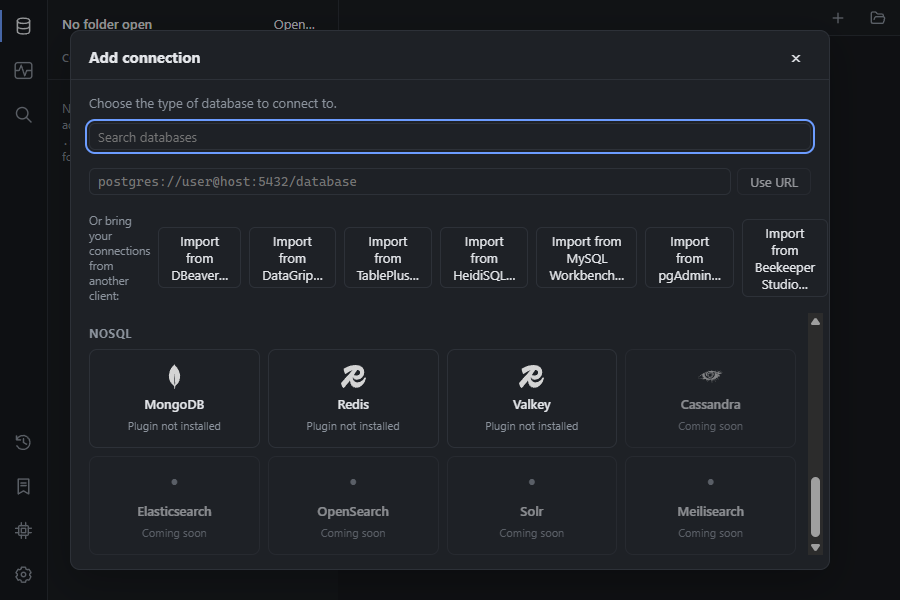 No folder open
Open...
Add connection
Choose the type of database to connect to.
Search databases
postgres://user@host:5432/database
Use URL
Or bring
your
connections
from
another
client:
Import
from
DBeaver...
Import
from
DataGrip...
Import
from
TablePlus...
Import
from
HeidiSQL...
Import from
MySQL
Workbench...
Import
from
pgAdmin...
Import
from
Beekeeper
Studio...
NOSQL
MongoDB
Plugin not installed
Redis
Plugin not installed
Valkey
Plugin not installed
Cassandra
Coming soon
Elasticsearch
Coming soon
OpenSearch
Coming soon
Solr
Coming soon
Meilisearch
Coming soon